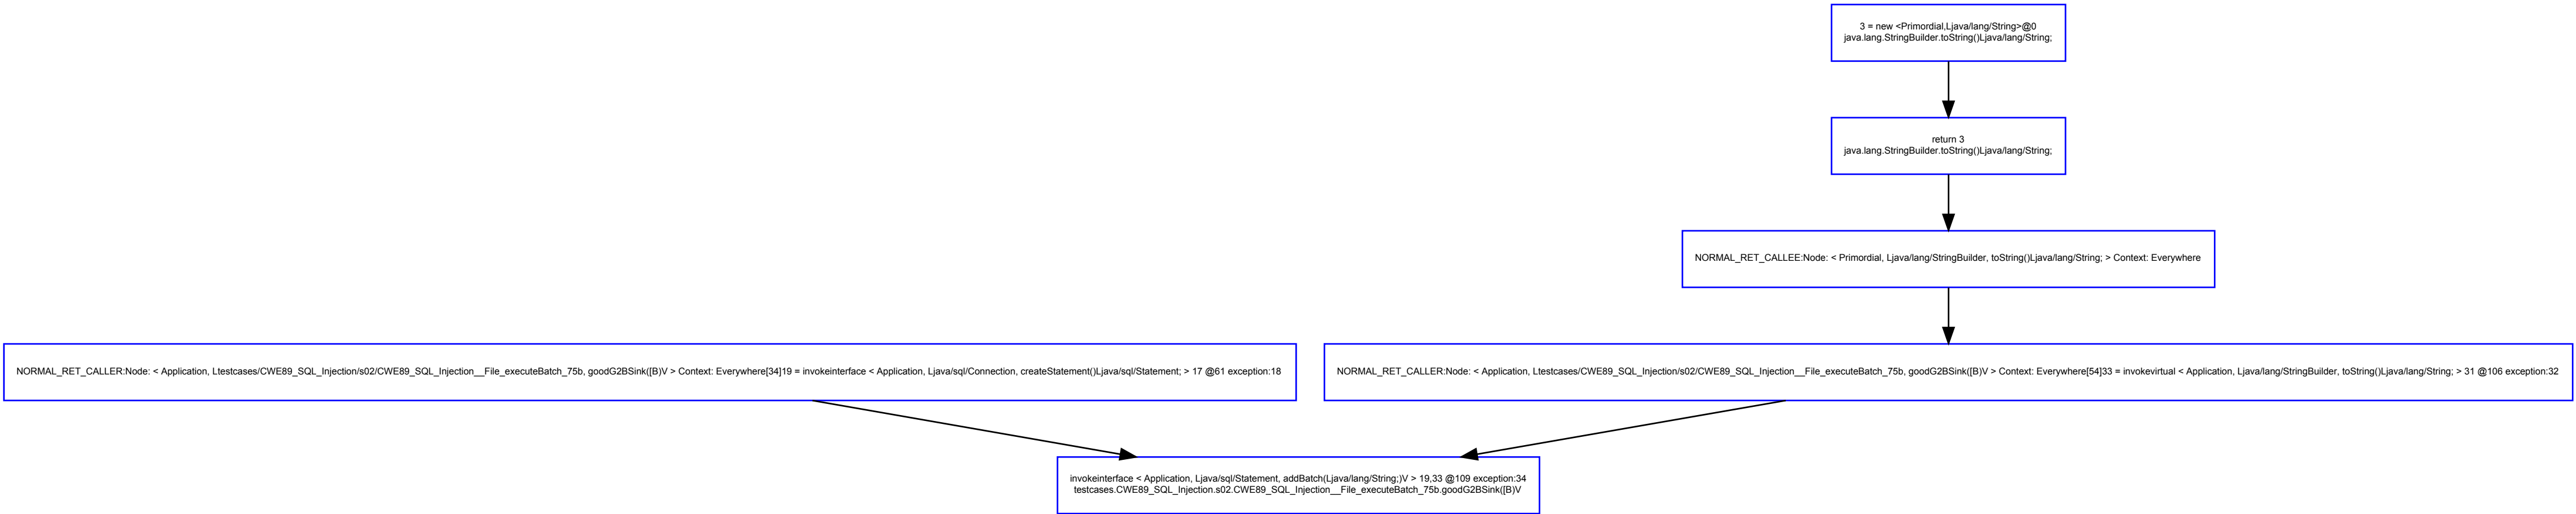 3 = new <Primordial,Ljava/lang/String>@0
java.lang.StringBuilder.toString()Ljava/lang/String;
return 3
java.lang.StringBuilder.toString()Ljava/lang/String;
NORMAL_RET_CALLEE:Node: < Primordial, Ljava/lang/StringBuilder, toString()Ljava/lang/String; > Context: Everywhere
NORMAL_RET_CALLER:Node: < Application, Ltestcases/CWE89_SQL_Injection/s02/CWE89_SQL_Injection__File_executeBatch_75b, goodG2BSink([B)V > Context: Everywhere[34]19 = invokeinterface < Application, Ljava/sql/Connection, createStatement()Ljava/sql/Statement; > 17 @61 exception:18
NORMAL_RET_CALLER:Node: < Application, Ltestcases/CWE89_SQL_Injection/s02/CWE89_SQL_Injection__File_executeBatch_75b, goodG2BSink([B)V > Context: Everywhere[54]33 = invokevirtual < Application, Ljava/lang/StringBuilder, toString()Ljava/lang/String; > 31 @106 exception:32
invokeinterface < Application, Ljava/sql/Statement, addBatch(Ljava/lang/String;)V > 19,33 @109 exception:34
testcases.CWE89_SQL_Injection.s02.CWE89_SQL_Injection__File_executeBatch_75b.goodG2BSink([B)V